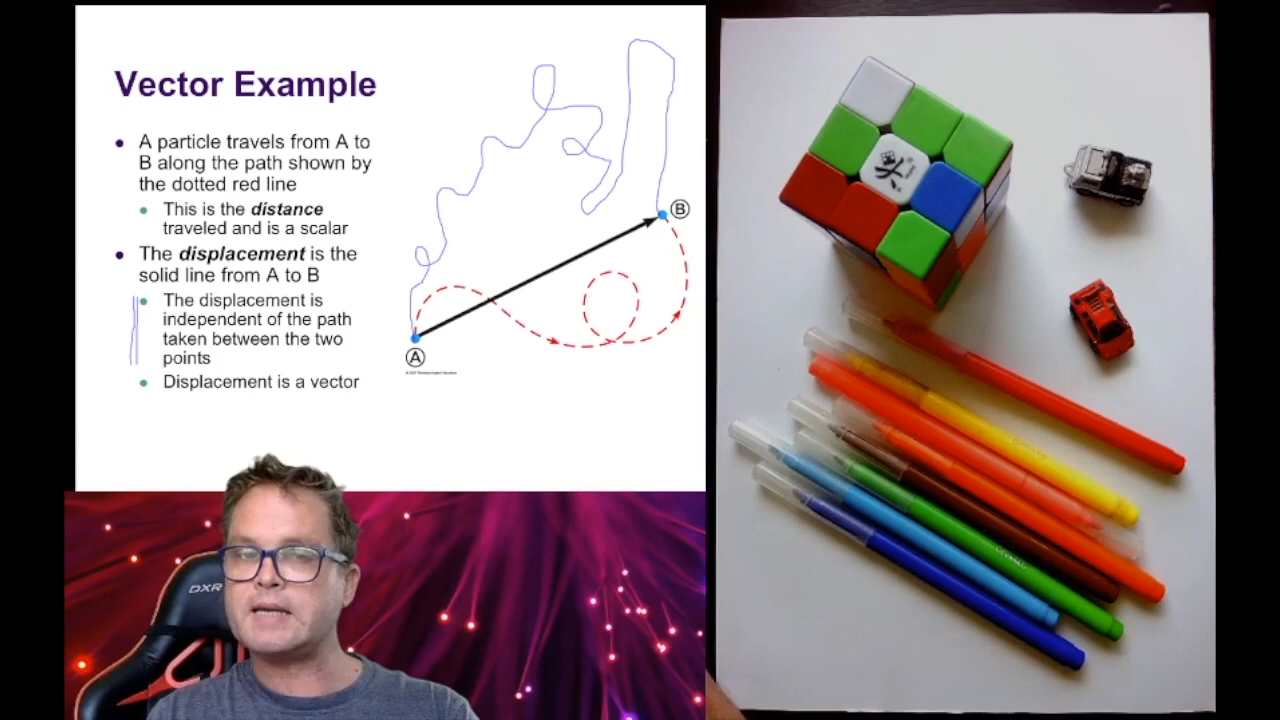 Vector Example
A particle travels from A to
B along the path shown by
the dotted red line
This is the distance
traveled and is a scalar
The displacement is the
solid line from A to B
The displacement is
independent of the path
taken between the two
points
Displacement is a vector
B
A
DXR